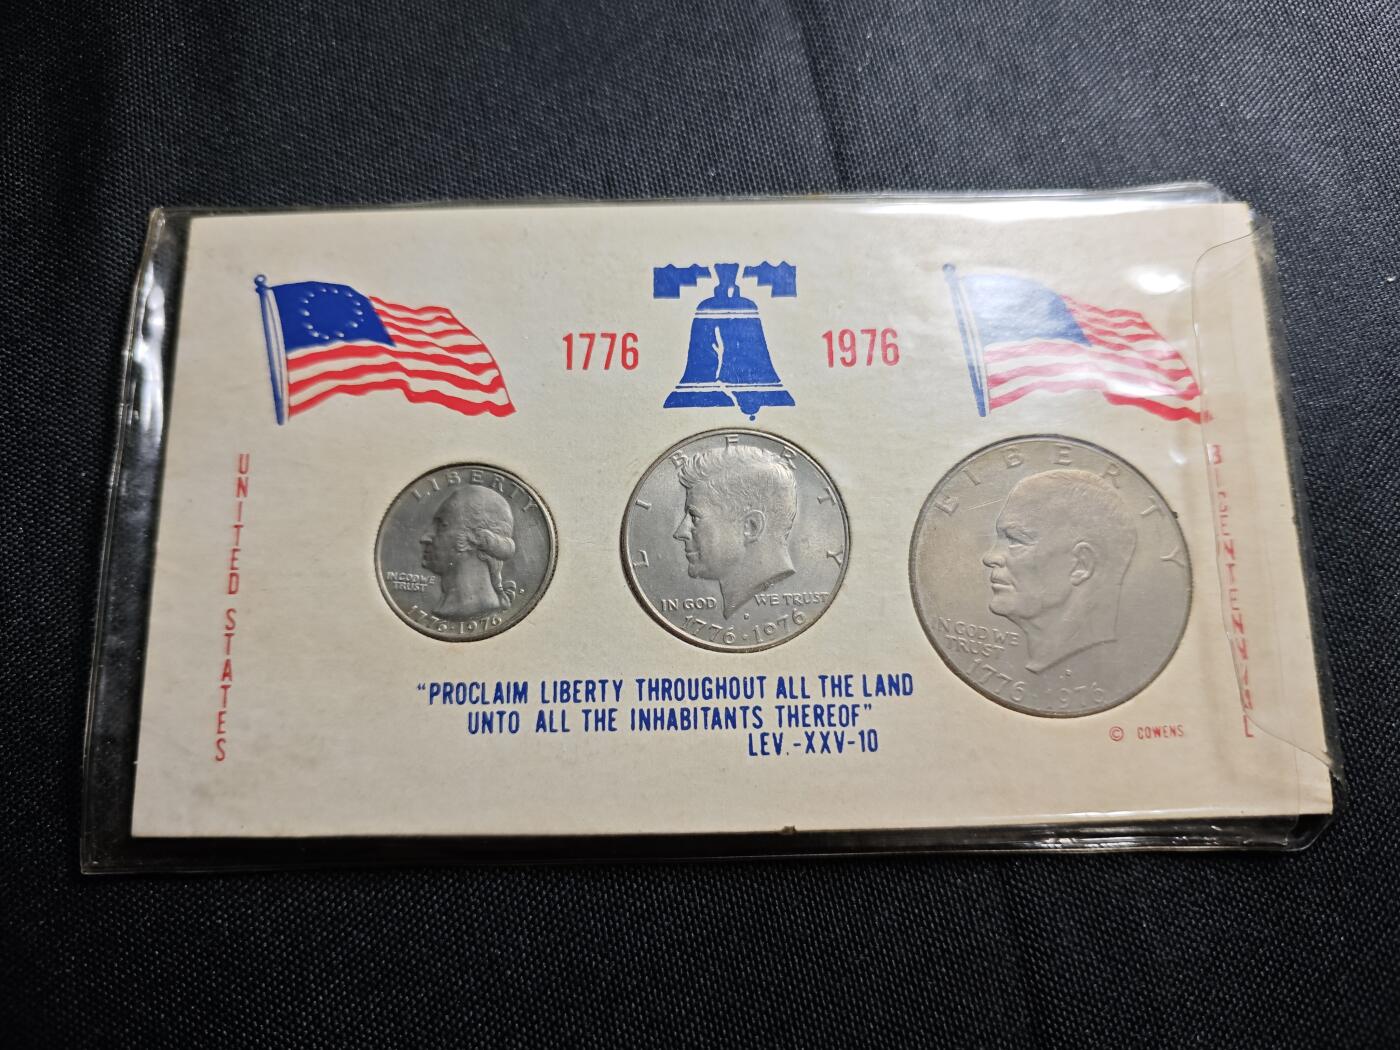 1776
1976
UNITED STATES
BICENTENNIAL
LIBERTY
IN GOD WE
TRUST
1776·1976
LIBERTY
IN GOD WE TRUST
D
1776·1976
LIBERTY
IN GOD WE
TRUST
D
1776·1976
"PROCLAIM LIBERTY THROUGHOUT ALL THE LAND
UNTO ALL THE INHABITANTS THEREOF"
LEV.-XXV-10
© COWENS